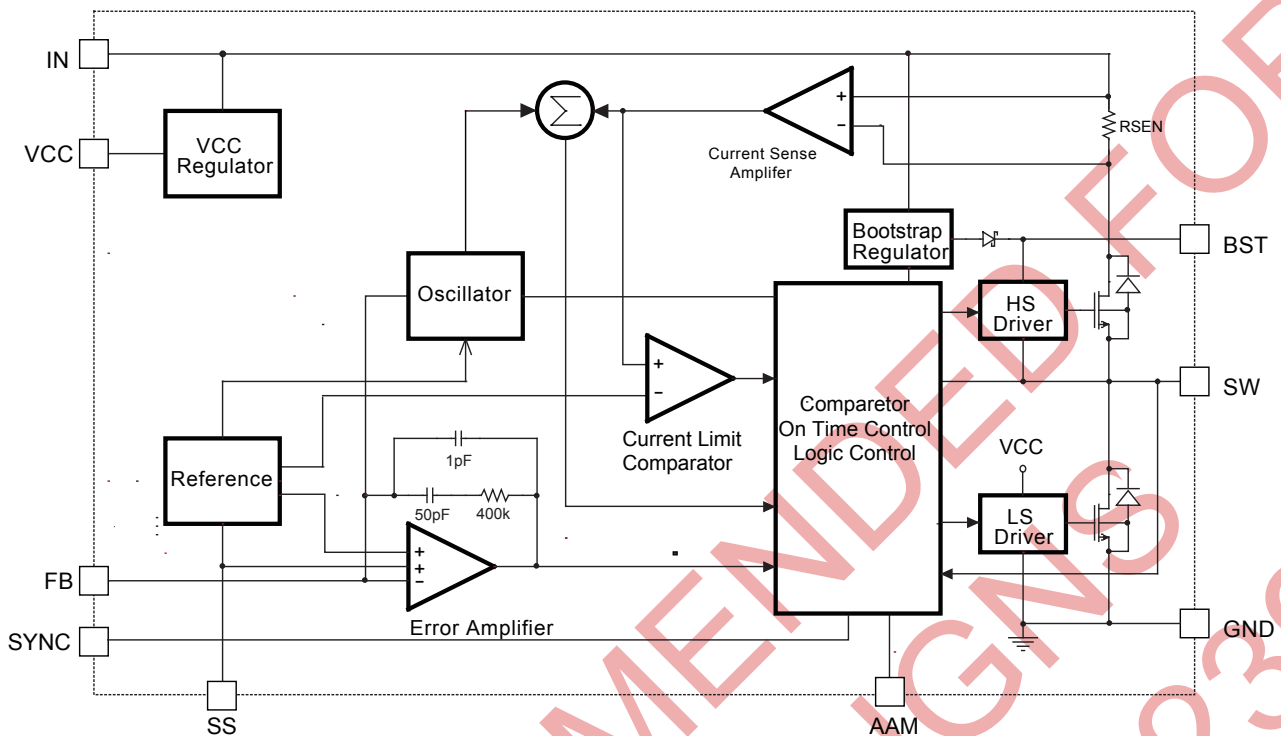 IN
VCC
VCC
Regulator
Σ
+
−
Current Sense
Amplifer
RSEN
Bootstrap
Regulator
BST
Oscillator
HS
Driver
+
−
Current Limit
Comparator
Comparetor
On Time Control
Logic Control
SW
VCC
LS
Driver
Reference
1pF
50pF
400k
+
+
−
Error Amplifier
FB
SYNC
GND
SS
AAM
MENDED FOR
IGNS